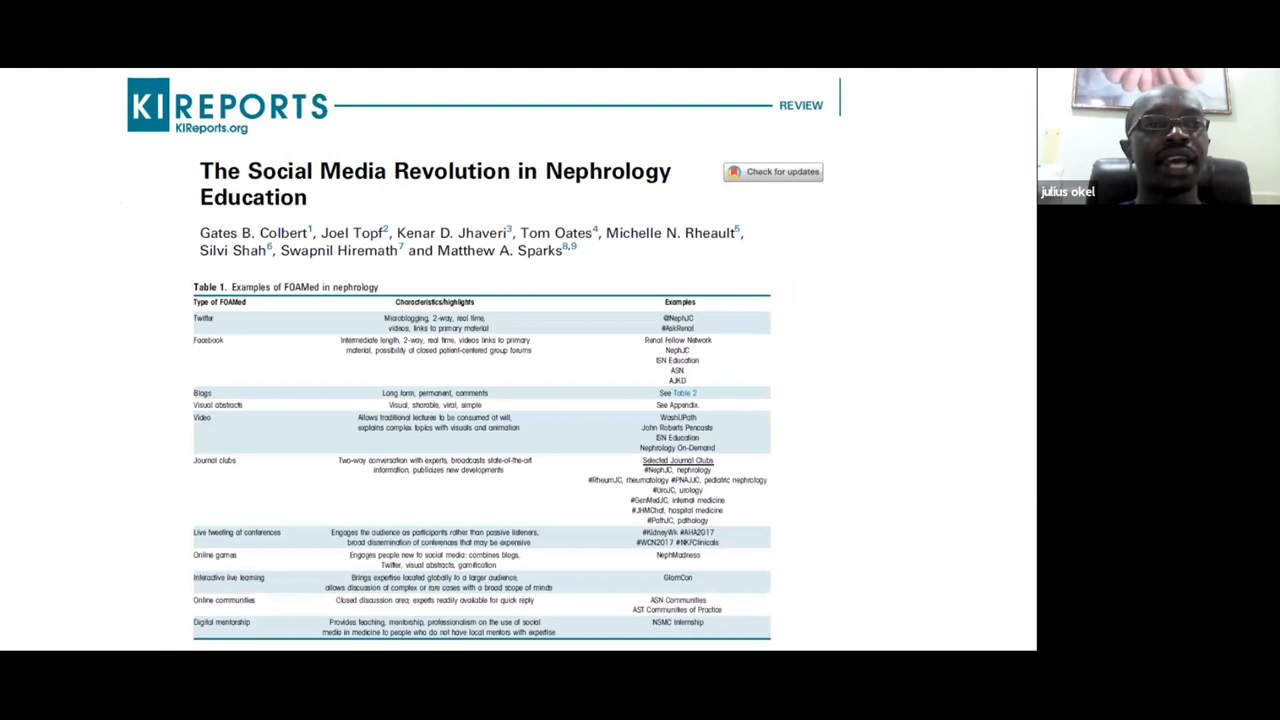 KI REPORTS
KIReports.org
REVIEW
The Social Media Revolution in Nephrology
Education
Check for updates
Gates B. Colbert1, Joel Topf2, Kenar D. Jhaveri3, Tom Oates4, Michelle N. Rheault5,
Silvi Shah6, Swapnil Hiremath7 and Matthew A. Sparks8,9
Table 1. Examples of FOAMed in nephrology
Type of FOAMed Characteristics/highlights Examples
Twitter Microblogging, 2-way, real time, @NephJC
videos, links to primary material #AskRenal
Facebook Intermediate length, 2-way, real time, videos links to primary Renal Fellow Network
material, possibility of closed patient-centered group forums NephJC
ISN Education
ASN
AJKD
Blogs Long form, permanent, comments See Table 2
Visual abstracts Visual, sharable, viral, simple See Appendix.
Video Allows traditional lectures to be consumed at will, WashUPath
explains complex topics with visuals and animation John Roberts Pencasts
ISN Education
Nephrology On-Demand
Journal clubs Two-way conversation with experts, broadcasts state-of-the-art Selected Journal Clubs
information, publicizes new developments #NephJC, nephrology
#RheumJC, rheumatology #PNAJJC, pediatric nephrology
#UroJC, urology
#GenMedJC, internal medicine
#JHMChat, hospital medicine
#PathJC, pathology
Live tweeting of conferences Engages the audience as participants rather than passive listeners, #KidneyWk #AHA2017
broad dissemination of conferences that may be expensive #WCN2017 #NKFClinicals
Online games Engages people new to social media: combines blogs, NephMadness
Twitter, visual abstracts, gamification
Interactive live learning Brings expertise located globally to a larger audience, GlomCon
allows discussion of complex or rare cases with a broad scope of minds
Online communities Closed discussion area; experts readily available for quick reply ASN Communities
AST Communities of Practice
Digital mentorship Provides teaching, mentorship, professionalism on the use of social NSMC Internship
media in medicine to people who do not have local mentors with expertise
julius okel